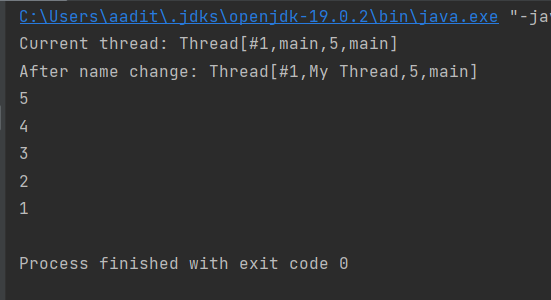 C:\Users\aadit\.jdks\openjdk-19.0.2\bin\java.exe "-jav
Current thread: Thread[#1,main,5,main]
After name change: Thread[#1,My Thread,5,main]
5
4
3
2
1
Process finished with exit code 0